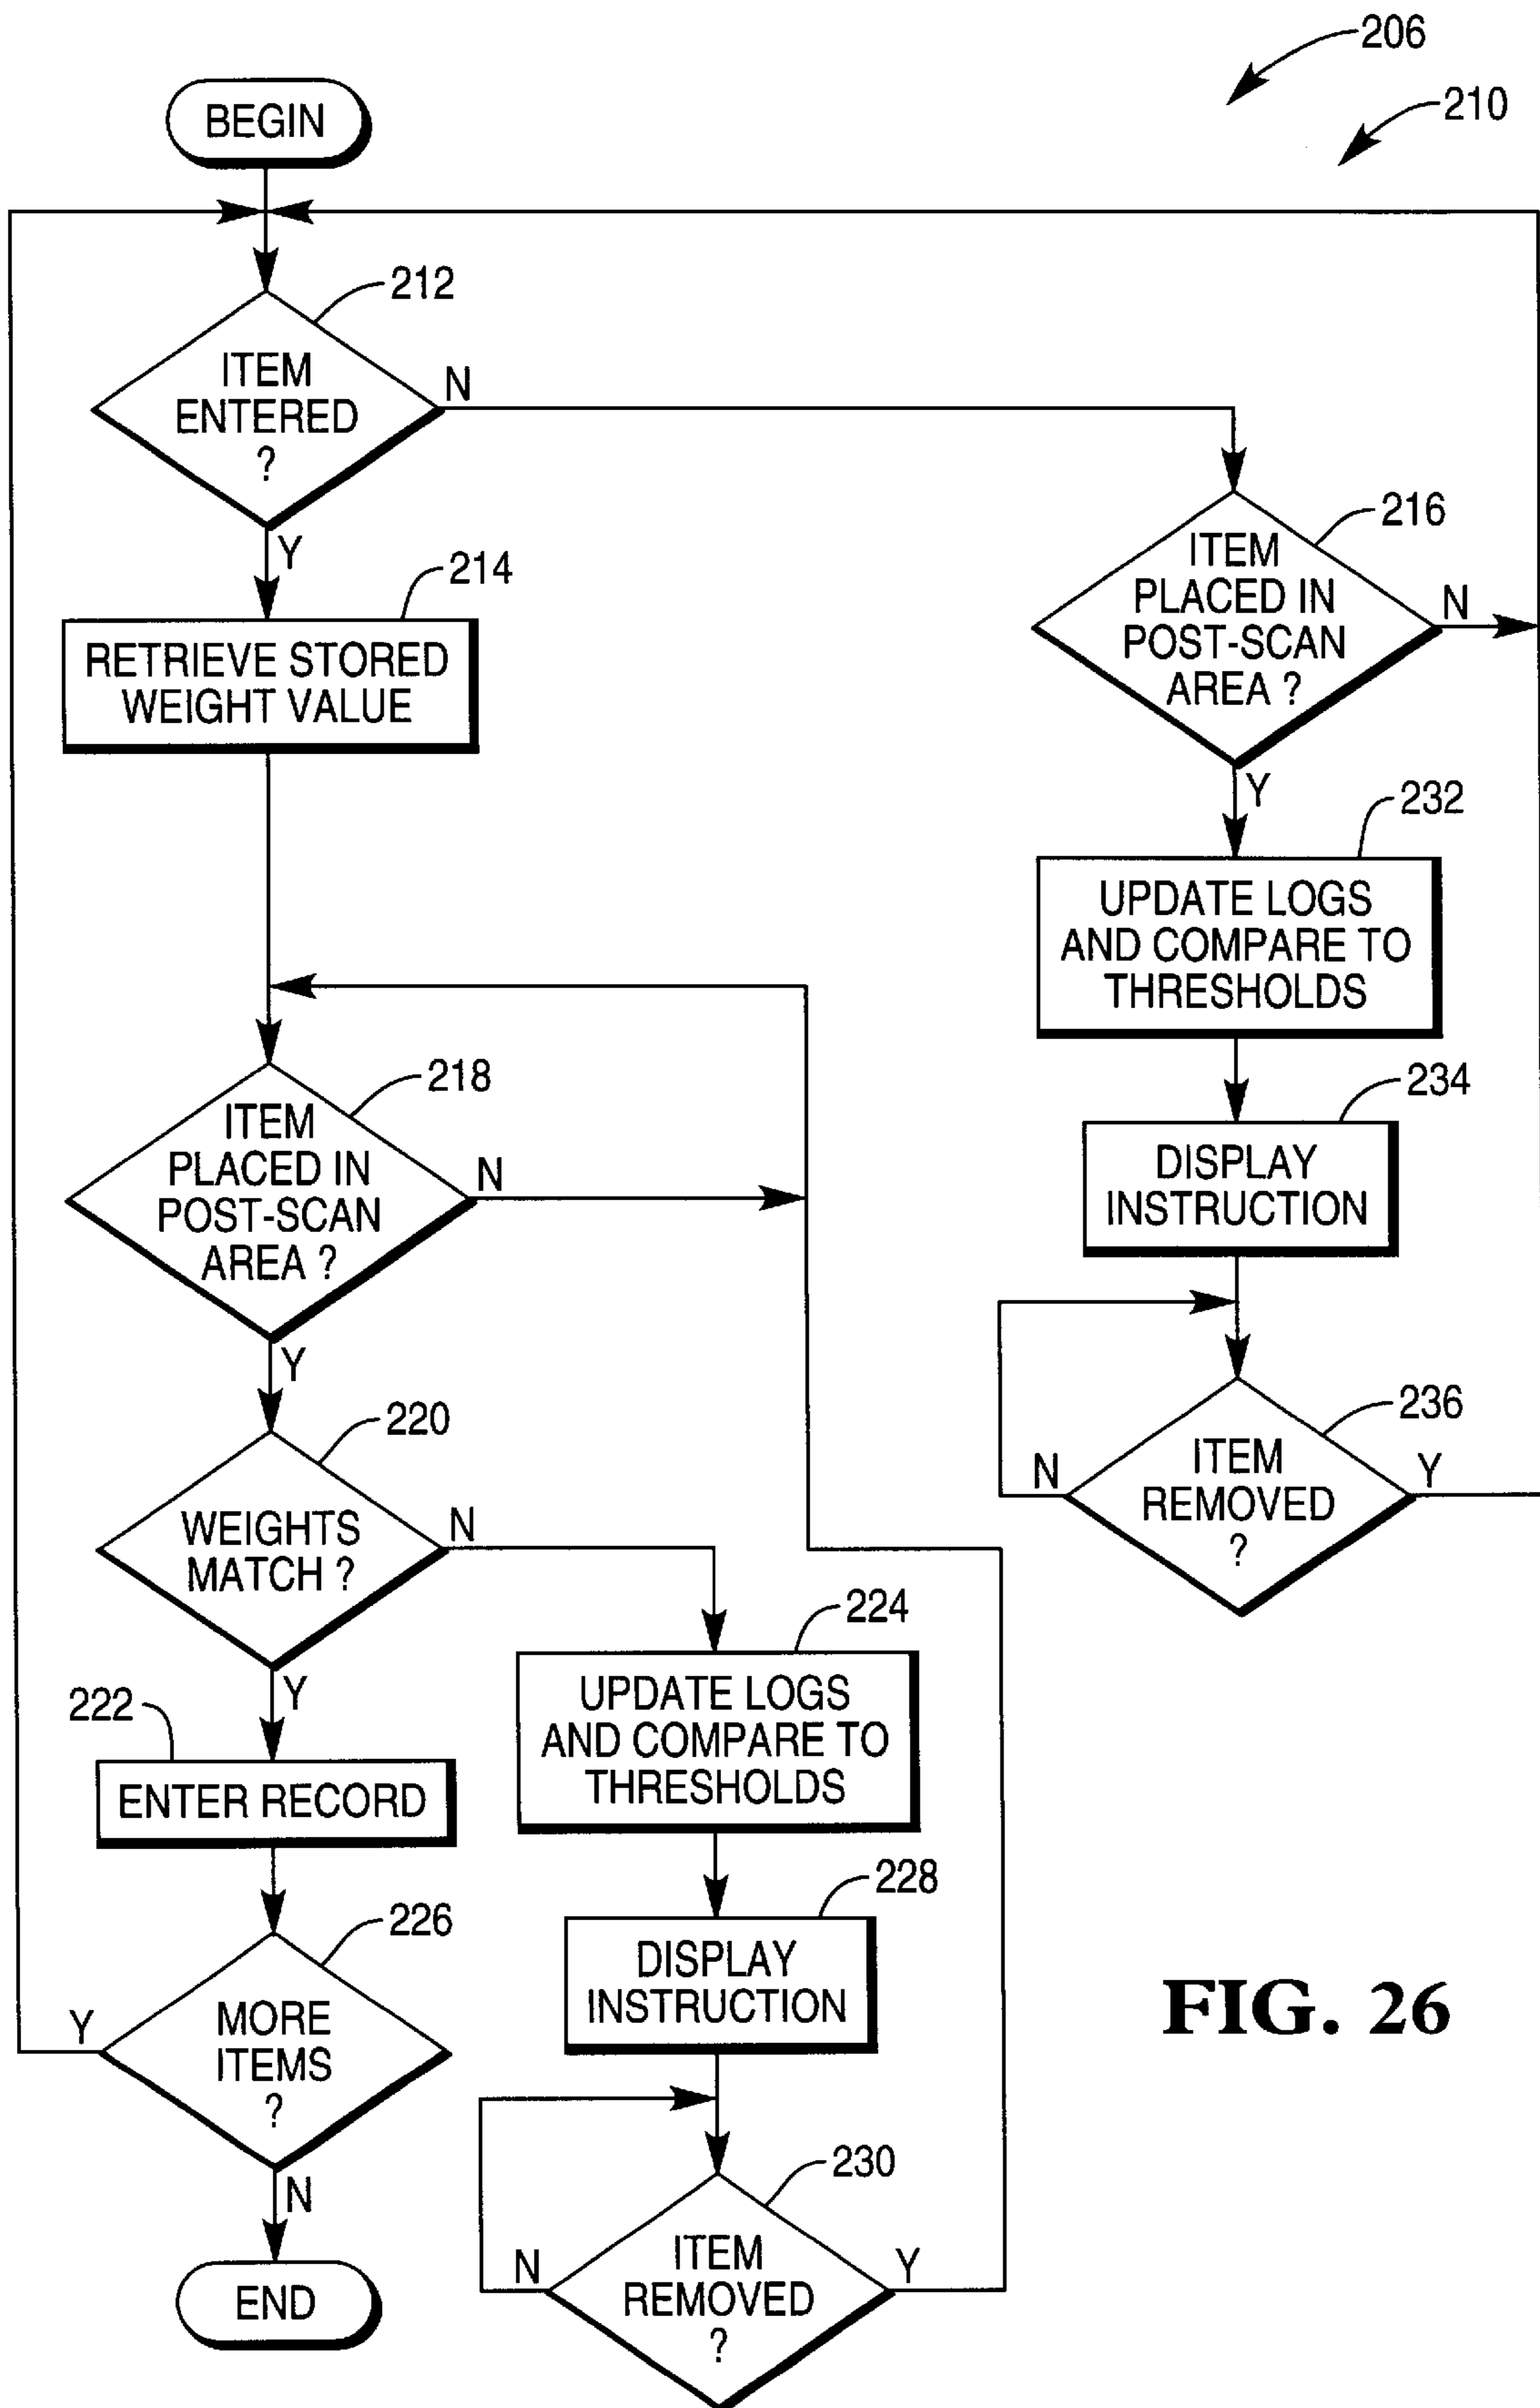 206
210
BEGIN
212
ITEM
ENTERED
?
N
Y
214
RETRIEVE STORED
WEIGHT VALUE
216
ITEM
PLACED IN
POST-SCAN
AREA ?
N
Y
232
UPDATE LOGS
AND COMPARE TO
THRESHOLDS
234
DISPLAY
INSTRUCTION
236
ITEM
REMOVED
?
N
Y
218
ITEM
PLACED IN
POST-SCAN
AREA ?
N
Y
220
WEIGHTS
MATCH ?
N
Y
222
ENTER RECORD
224
UPDATE LOGS
AND COMPARE TO
THRESHOLDS
226
MORE
ITEMS
?
Y
N
END
228
DISPLAY
INSTRUCTION
230
ITEM
REMOVED
?
N
Y
FIG. 26